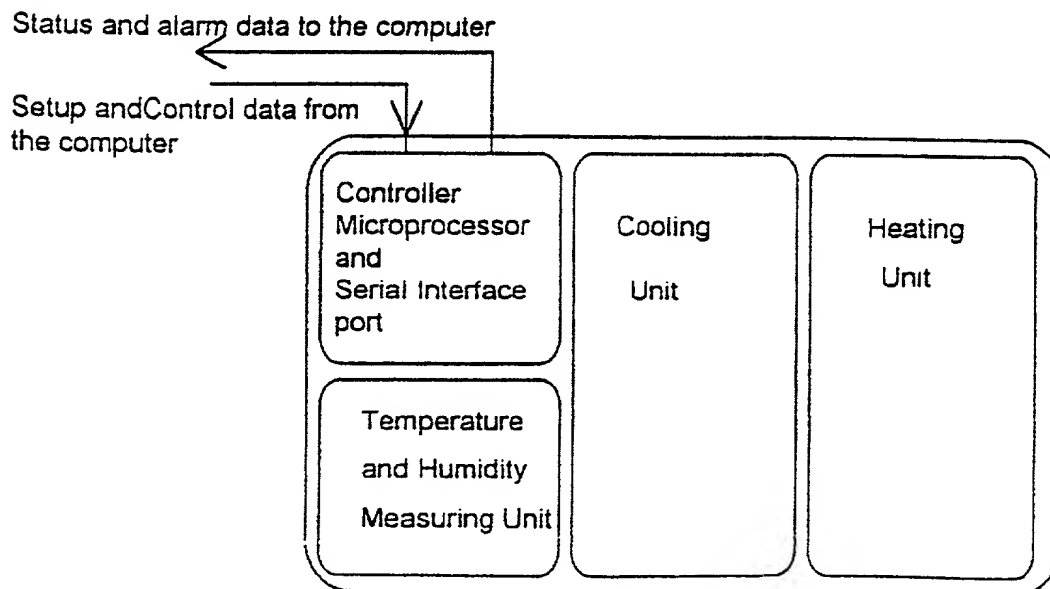 Status and alarm data to the computer
Setup andControl data from
the computer
Controller
Microprocessor
and
Serial Interface
port
Temperature
and Humidity
Measuring Unit
Cooling
Unit
Heating
Unit